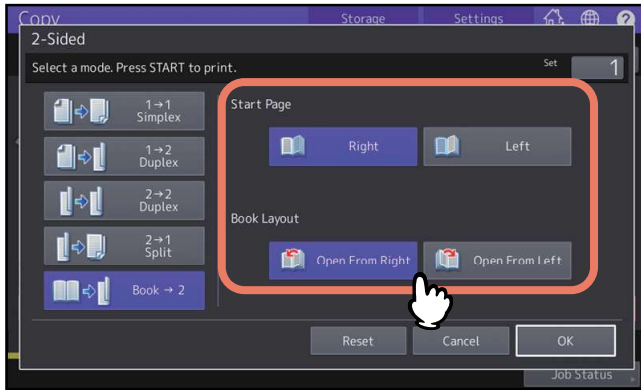 Copy
Storage
Settings
?
2-Sided
Select a mode. Press START to print.
Set
1
1→1
Simplex
1→2
Duplex
2→2
Duplex
2→1
Split
Book → 2
Start Page
Right
Left
Book Layout
Open From Right
Open From Left
Reset
Cancel
OK
Job Status